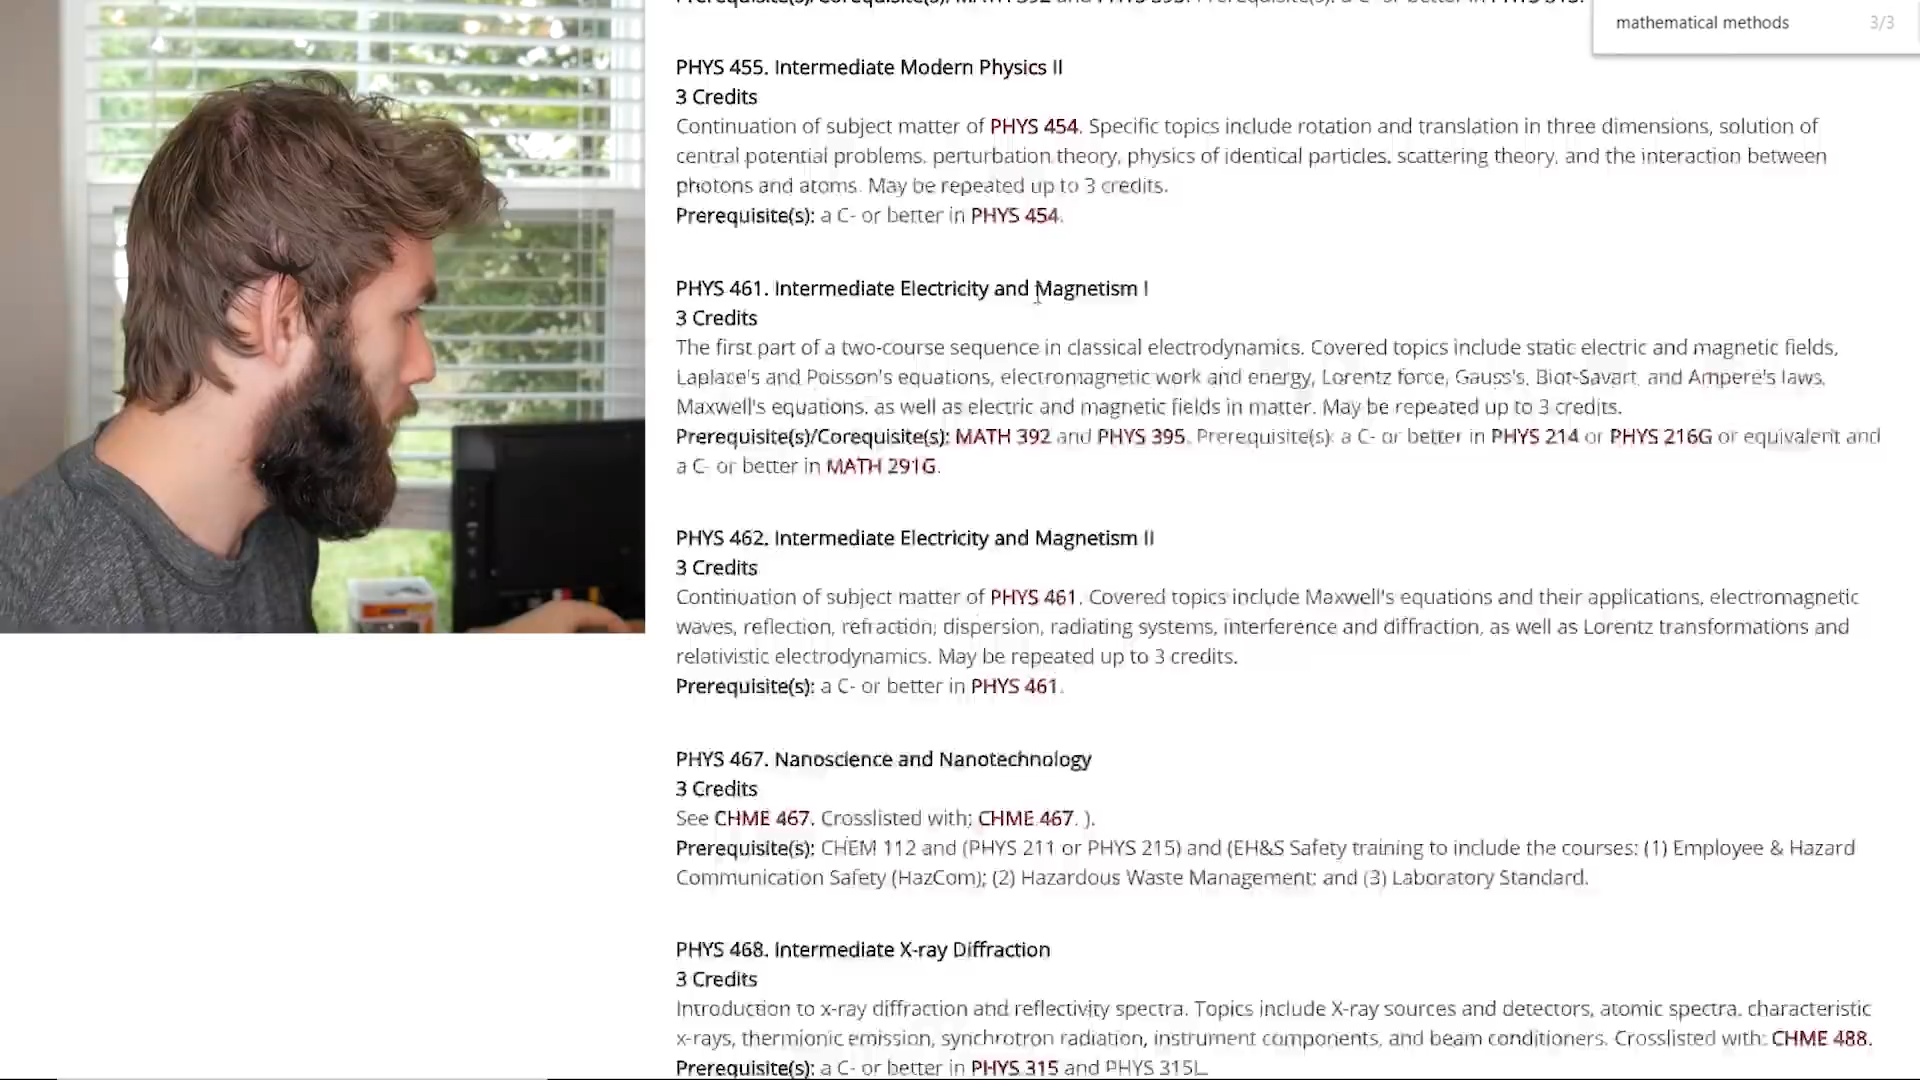 mathematical methods 3/3
PHYS 455. Intermediate Modern Physics II
3 Credits
Continuation of subject matter of PHYS 454. Specific topics include rotation and translation in three dimensions, solution of
central potential problems, perturbation theory, physics of identical particles, scattering theory, and the interaction between
photons and atoms. May be repeated up to 3 credits.
Prerequisite(s): a C- or better in PHYS 454.
PHYS 461. Intermediate Electricity and Magnetism I
3 Credits
The first part of a two-course sequence in classical electrodynamics. Covered topics include static electric and magnetic fields,
Laplace's and Poisson's equations, electromagnetic work and energy, Lorentz force, Gauss's, Biot-Savart, and Ampere's laws,
Maxwell's equations, as well as electric and magnetic fields in matter. May be repeated up to 3 credits.
Prerequisite(s)/Corequisite(s): MATH 392 and PHYS 395. Prerequisite(s): a C- or better in PHYS 214 or PHYS 216G or equivalent and
a C- or better in MATH 291G.
PHYS 462. Intermediate Electricity and Magnetism II
3 Credits
Continuation of subject matter of PHYS 461. Covered topics include Maxwell's equations and their applications, electromagnetic
waves, reflection, refraction, dispersion, radiating systems, interference and diffraction, as well as Lorentz transformations and
relativistic electrodynamics. May be repeated up to 3 credits.
Prerequisite(s): a C- or better in PHYS 461.
PHYS 467. Nanoscience and Nanotechnology
3 Credits
See CHME 467. Crosslisted with; CHME 467. ).
Prerequisite(s): CHEM 112 and (PHYS 211 or PHYS 215) and (EH&S Safety training to include the courses: (1) Employee & Hazard
Communication Safety (HazCom); (2) Hazardous Waste Management; and (3) Laboratory Standard.
PHYS 468. Intermediate X-ray Diffraction
3 Credits
Introduction to x-ray diffraction and reflectivity spectra. Topics include X-ray sources and detectors, atomic spectra, characteristic
x-rays, thermionic emission, synchrotron radiation, instrument components, and beam conditioners. Crosslisted with: CHME 488.
Prerequisite(s): a C- or better in PHYS 315 and PHYS 315L.